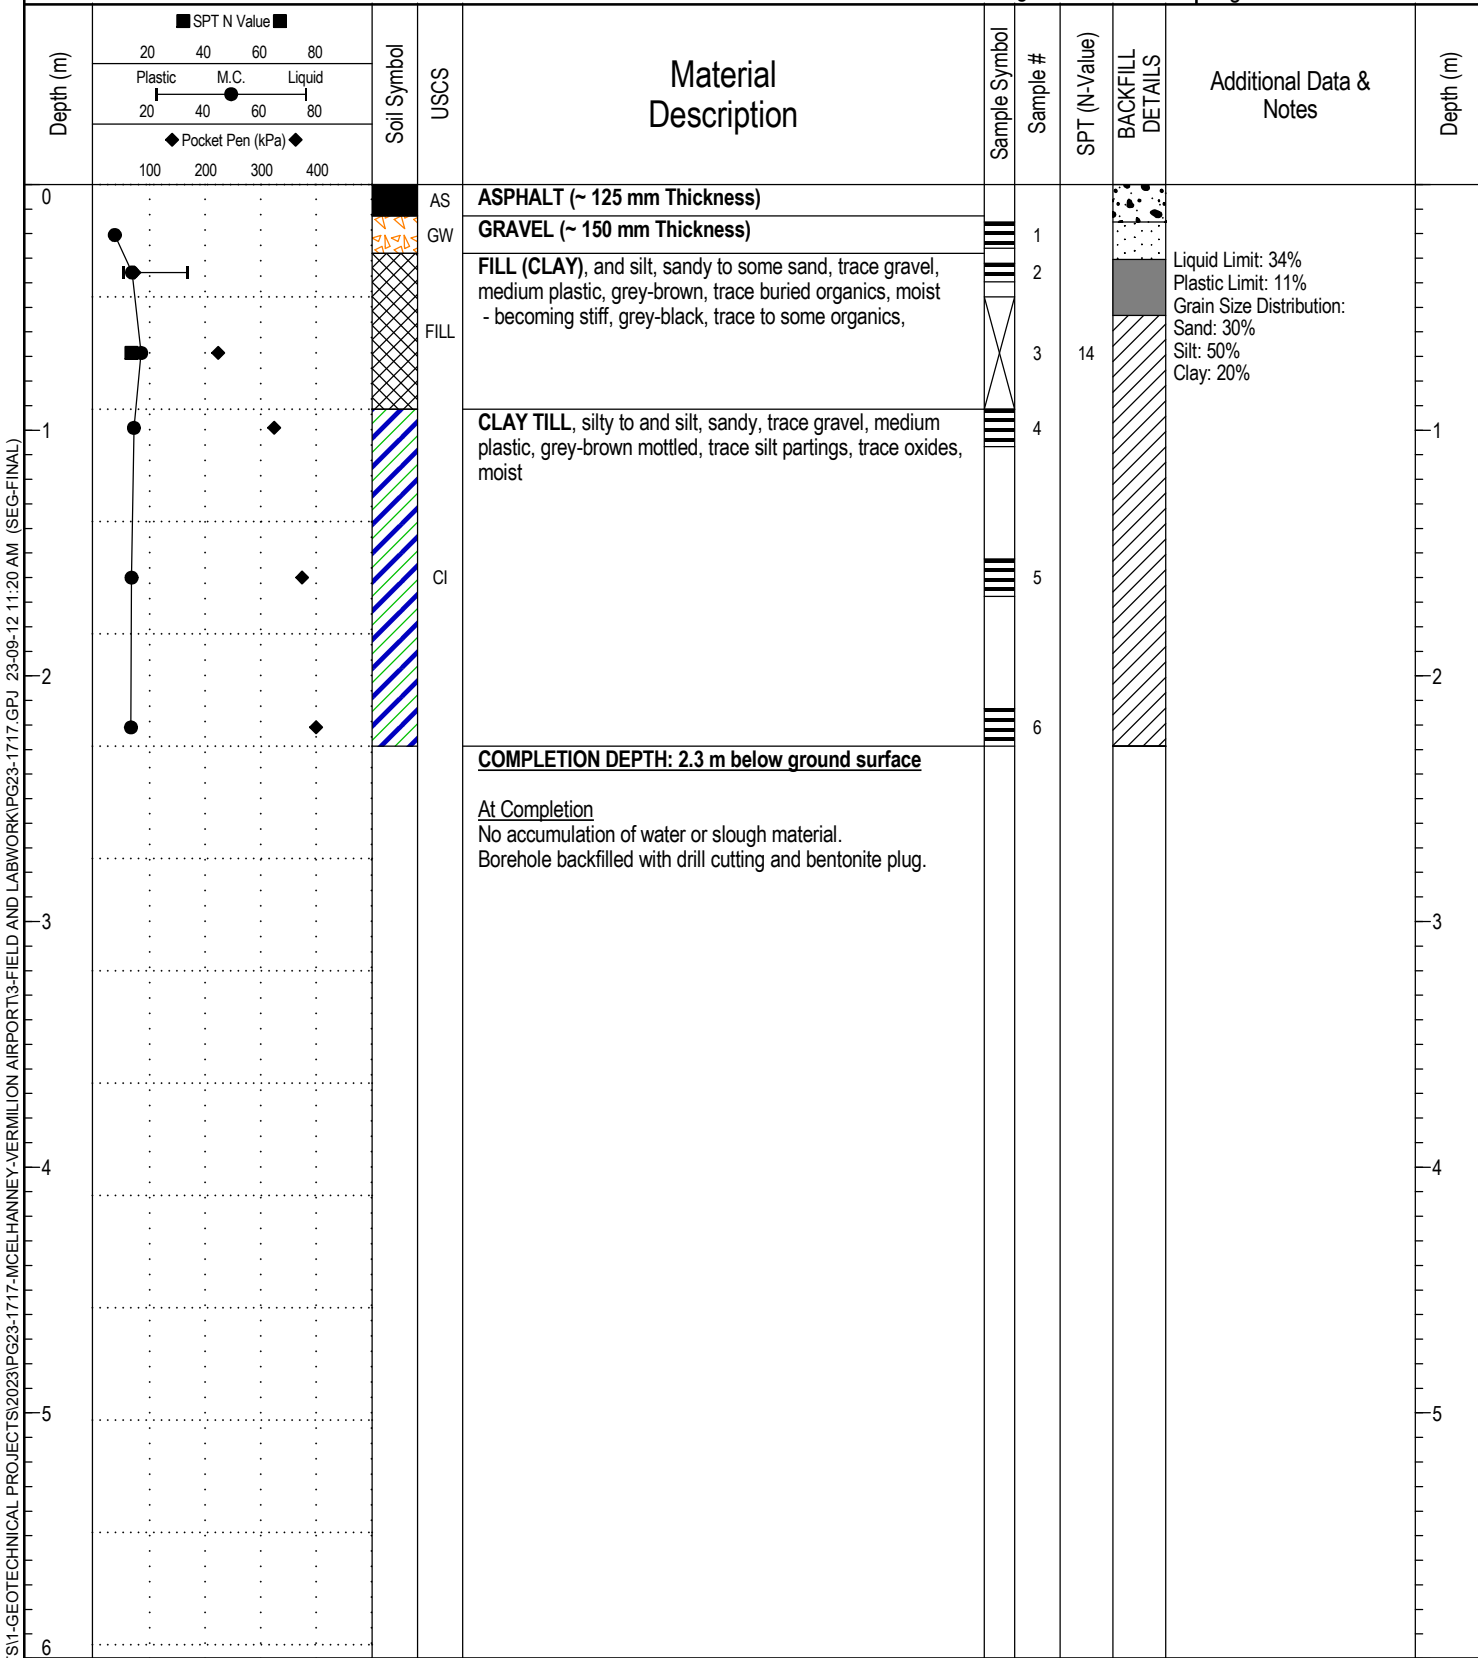 ■ SPT N Value ■
20 40 60 80
Plastic M.C. Liquid
20 40 60 80
◆ Pocket Pen (kPa) ◆
100 200 300 400
Depth (m)
Soil Symbol
USCS
Material
Description
Sample Symbol
Sample #
SPT (N-Value)
BACKFILL
DETAILS
Additional Data &
Notes
Depth (m)
0
AS
ASPHALT (~ 125 mm Thickness)
GW
GRAVEL (~ 150 mm Thickness)
1
FILL
FILL (CLAY), and silt, sandy to some sand, trace gravel,
medium plastic, grey-brown, trace buried organics, moist
- becoming stiff, grey-black, trace to some organics,
2
3
14
Liquid Limit: 34%
Plastic Limit: 11%
Grain Size Distribution:
Sand: 30%
Silt: 50%
Clay: 20%
CLAY TILL, silty to and silt, sandy, trace gravel, medium
plastic, grey-brown mottled, trace silt partings, trace oxides,
moist
4
1
1
CI
5
2
2
6
COMPLETION DEPTH: 2.3 m below ground surface
At Completion
No accumulation of water or slough material.
Borehole backfilled with drill cutting and bentonite plug.
3
3
4
4
5
5
6
S\1-GEOTECHNICAL PROJECTS\2023\PG23-1717-MCELHANNEY-VERMILION AIRPORT\3-FIELD AND LABWORK\PG23-1717.GPJ 23-09-12 11:20 AM (SEG-FINAL)